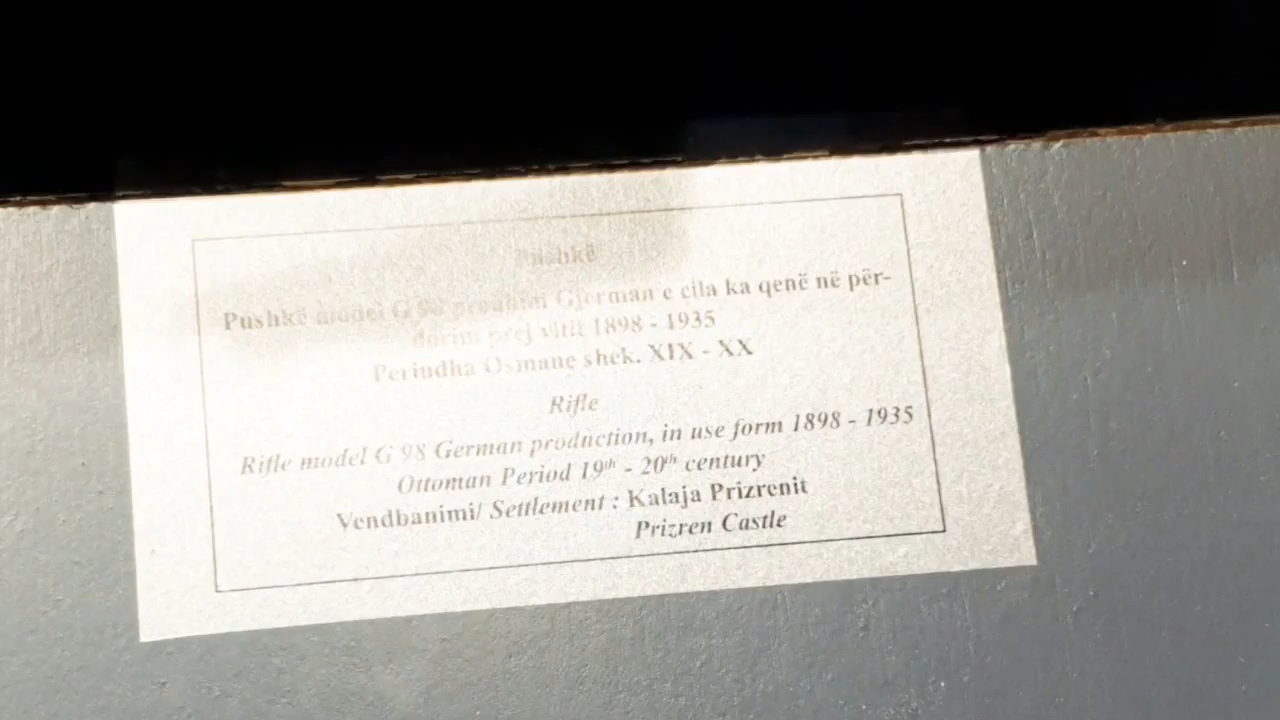 Pushkë
Pushkë model G 98 prodhimi Gjerman e cila ka qenë në për-
dorim prej vitit 1898 - 1935
Periudha Osmane shek. XIX - XX
Rifle
Rifle model G 98 German production, in use form 1898 - 1935
Ottoman Period 19th - 20th century
Vendbanimi/ Settlement : Kalaja Prizrenit
Prizren Castle